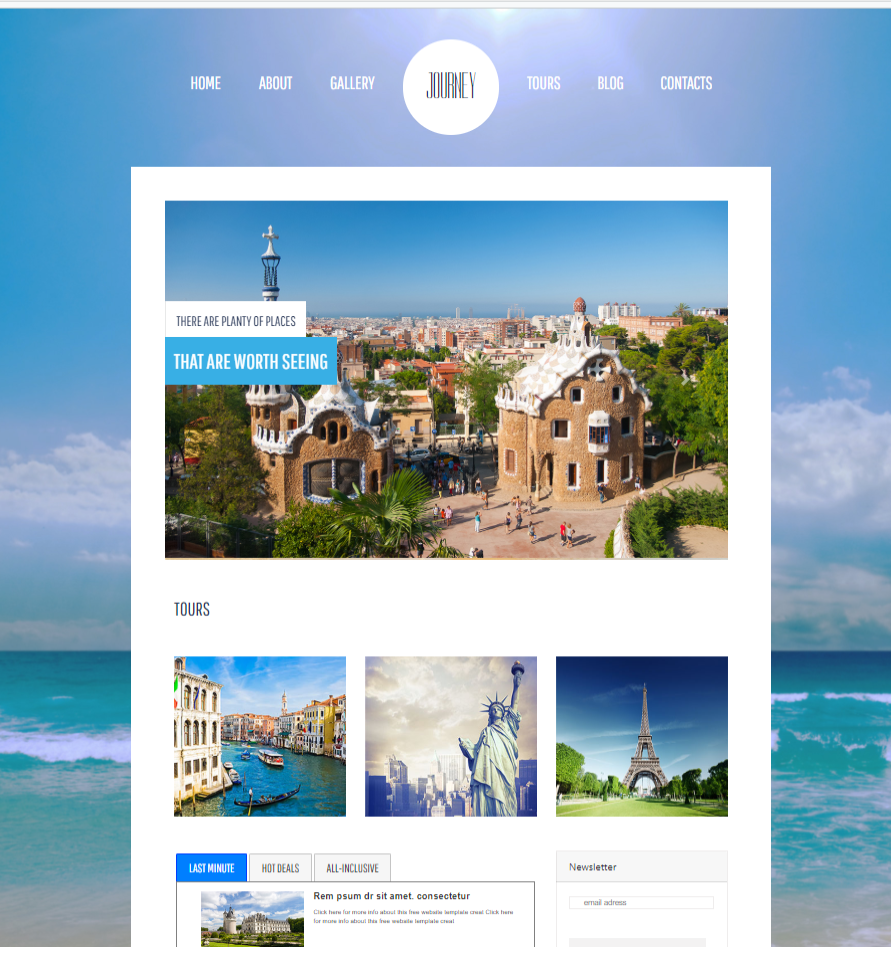 HOME ABOUT GALLERY JOURNEY TOURS BLOG CONTACTS
THERE ARE PLANTY OF PLACES
THAT ARE WORTH SEEING
TOURS
LAST MINUTE HOT DEALS ALL-INCLUSIVE
Rem psum dr sit amet. consectetur
Click here for more info about this free website template creat Click here
for more info about this free website template creat
Newsletter
email adress